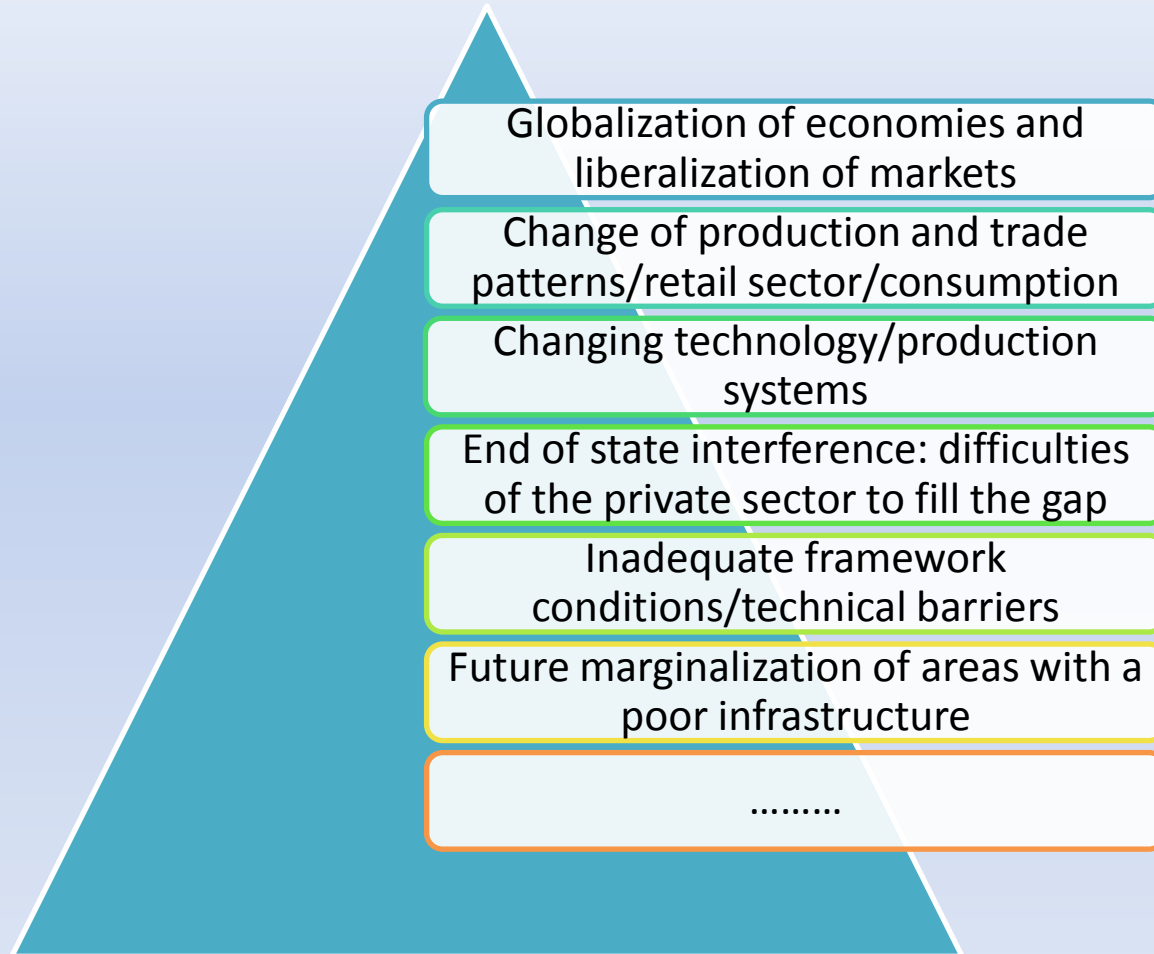 Globalization of economies and
liberalization of markets
Change of production and trade
patterns/retail sector/consumption
Changing technology/production
systems
End of state interference: difficulties
of the private sector to fill the gap
Inadequate framework
conditions/technical barriers
Future marginalization of areas with a
poor infrastructure
………